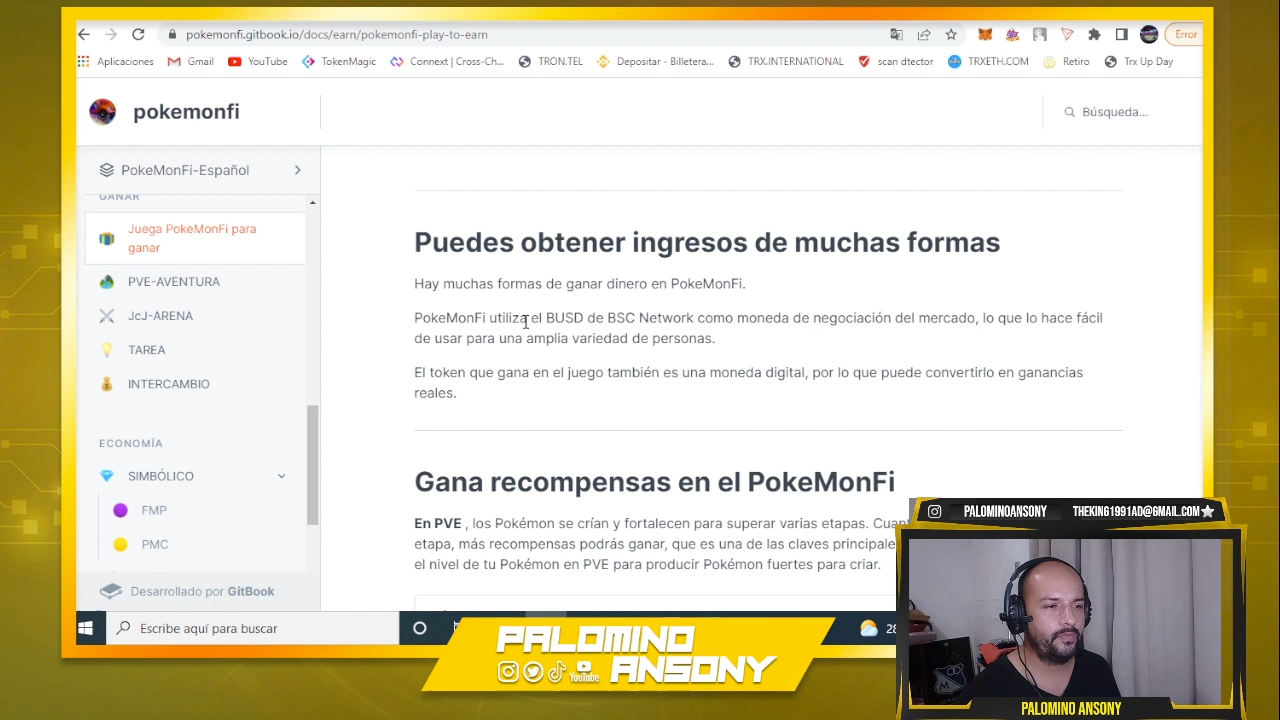 pokemonfi.gitbook.io/docs/earn/pokemonfi-play-to-earn
Error
Aplicaciones
Gmail
YouTube
TokenMagic
Connext | Cross-Ch...
TRON.TEL
Depositar - Billetera...
TRX.INTERNATIONAL
scan dtector
TRXETH.COM
Retiro
Trx Up Day
pokemonfi
Búsqueda...
PokeMonFi-Español
GANAR
Juega PokeMonFi para
ganar
PVE-AVENTURA
JcJ-ARENA
TAREA
INTERCAMBIO
ECONOMÍA
SIMBÓLICO
FMP
PMC
Desarrollado por GitBook
Puedes obtener ingresos de muchas formas
Hay muchas formas de ganar dinero en PokeMonFi.
PokeMonFi utiliza el BUSD de BSC Network como moneda de negociación del mercado, lo que lo hace fácil
de usar para una amplia variedad de personas.
El token que gana en el juego también es una moneda digital, por lo que puede convertirlo en ganancias
reales.
Gana recompensas en el PokeMonFi
En PVE , los Pokémon se crían y fortalecen para superar varias etapas.
etapa, más recompensas podrás ganar, que es una de las claves principales
el nivel de tu Pokémon en PVE para producir Pokémon fuertes para criar.
Escribe aquí para buscar
28
PALOMINO
ANSONY
YouTube
PALOMINOANSONY
THEKING1991AD@GMAIL.COM
PALOMINO ANSONY